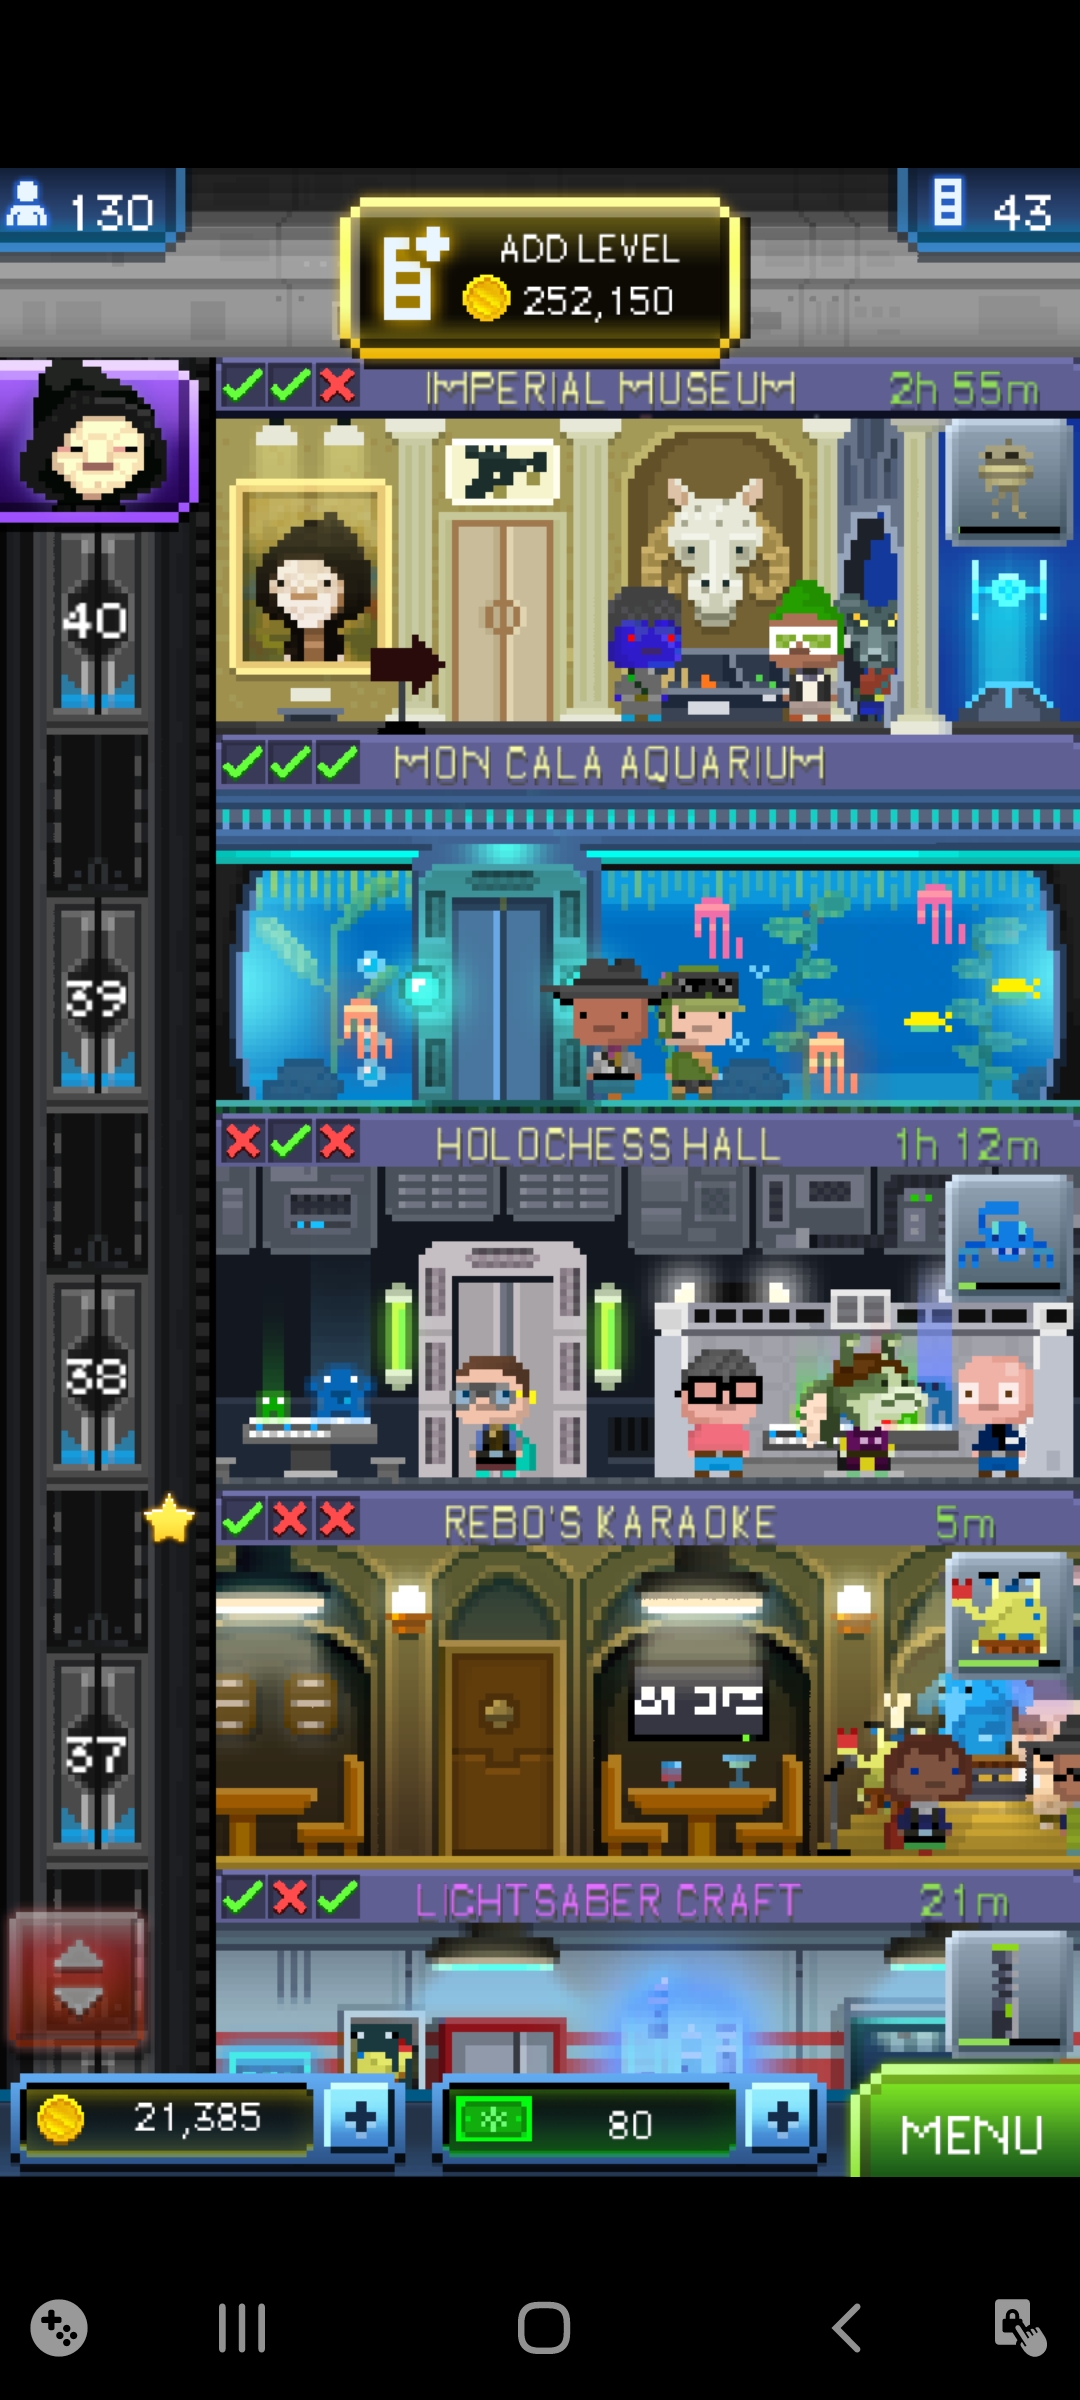 130
ADD LEVEL
252,150
43
IMPERIAL MUSEUM 2h 55m
40
MON CALA AQUARIUM
39
HOLOCHESS HALL 1h 12m
38
REBO'S KARAOKE 5m
37
LIGHTSABER CRAFT 21m
21,385
80
MENU